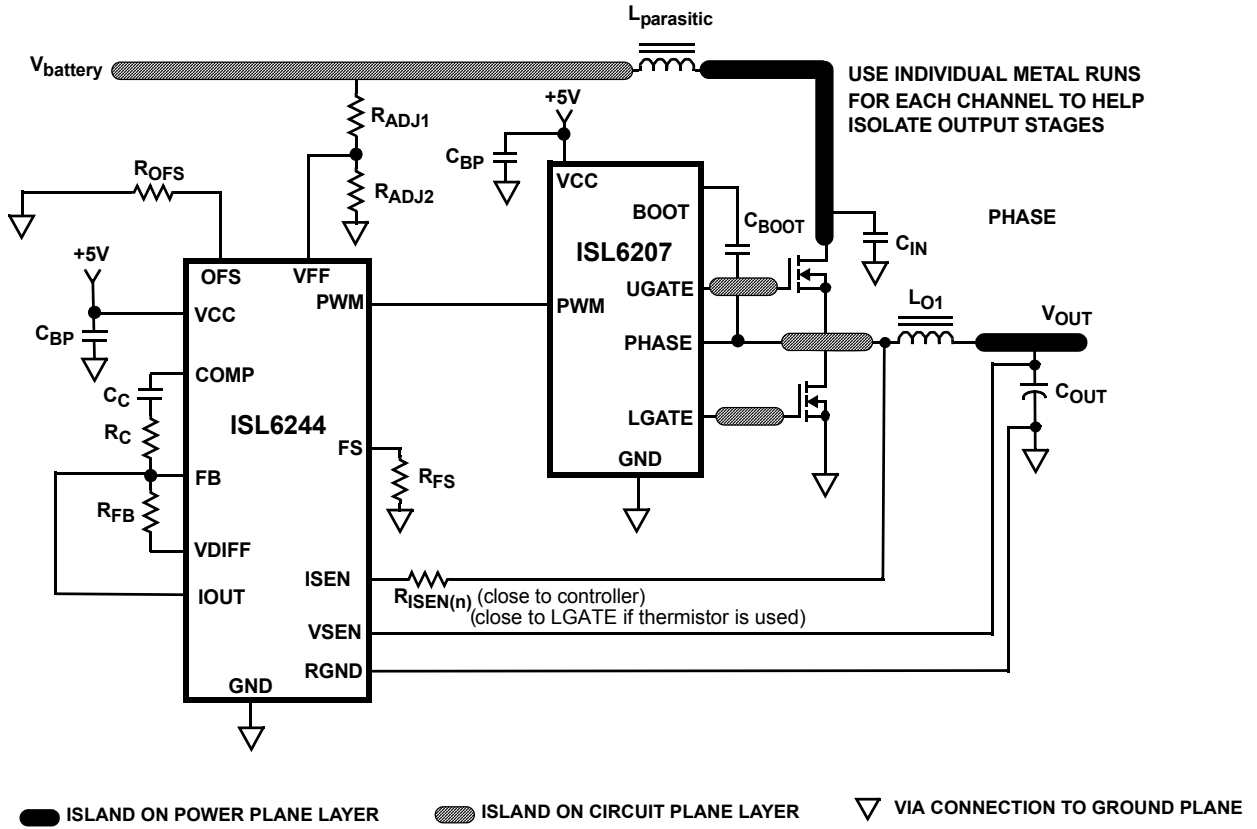 Lparasitic
Vbattery
USE INDIVIDUAL METAL RUNS
FOR EACH CHANNEL TO HELP
ISOLATE OUTPUT STAGES
+5V
RADJ1
CBP
ROFS
RADJ2
VCC
BOOT
CBOOT
PHASE
CIN
ISL6207
+5V
OFS
VFF
UGATE
PWM
PWM
LO1
VOUT
VCC
CBP
PHASE
COMP
CC
COUT
ISL6244
LGATE
RC
FS
GND
FB
RFS
RFB
VDIFF
ISEN
IOUT
RISEN(n) (close to controller)
(close to LGATE if thermistor is used)
VSEN
RGND
GND
ISLAND ON POWER PLANE LAYER
ISLAND ON CIRCUIT PLANE LAYER
VIA CONNECTION TO GROUND PLANE